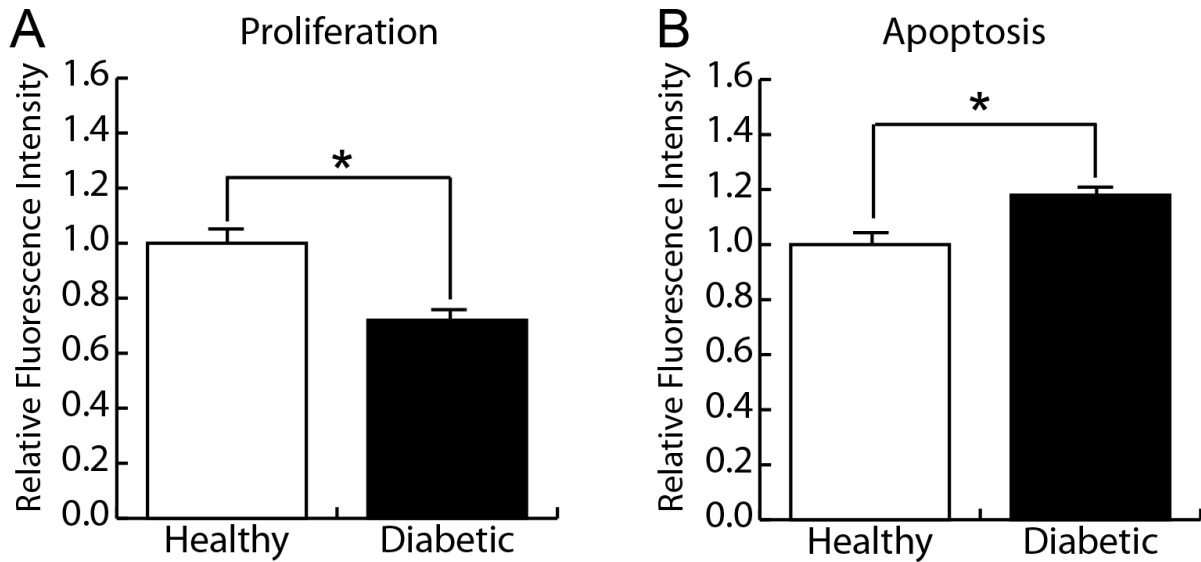 A
Proliferation
Relative Fluorescence Intensity
1.6
1.4
1.2
1.0
0.8
0.6
0.4
0.2
0.0
*
Healthy
Diabetic
B
Apoptosis
Relative Fluorescence Intensity
1.6
1.4
1.2
1.0
0.8
0.6
0.4
0.2
0.0
*
Healthy
Diabetic